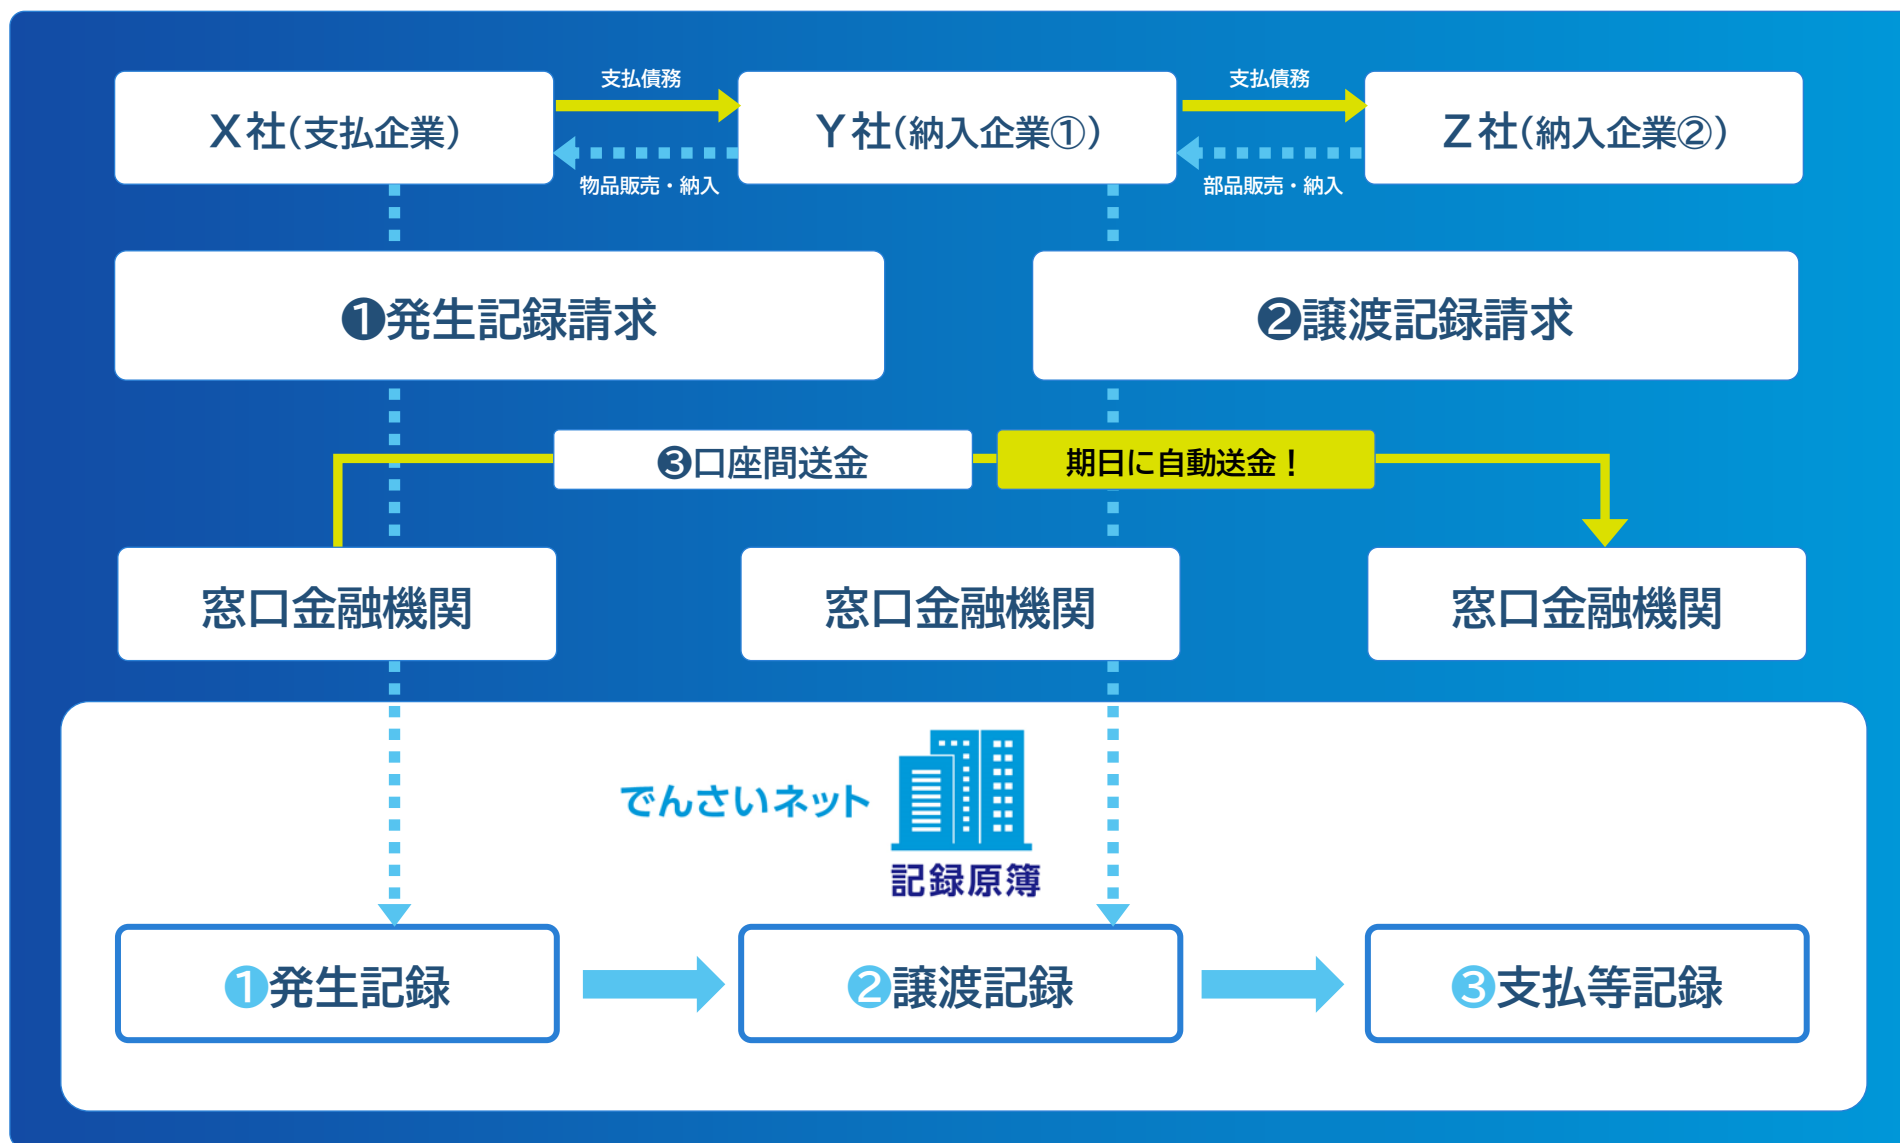 支払債務
支払債務
X社(支払企業)
Y社(納入企業①)
Z社(納入企業②)
物品販売・納入
部品販売・納入
❶発生記録請求
❷譲渡記録請求
❸口座間送金
期日に自動送金！
窓口金融機関
窓口金融機関
窓口金融機関
でんさいネット
記録原簿
❶発生記録
❷譲渡記録
❸支払等記録